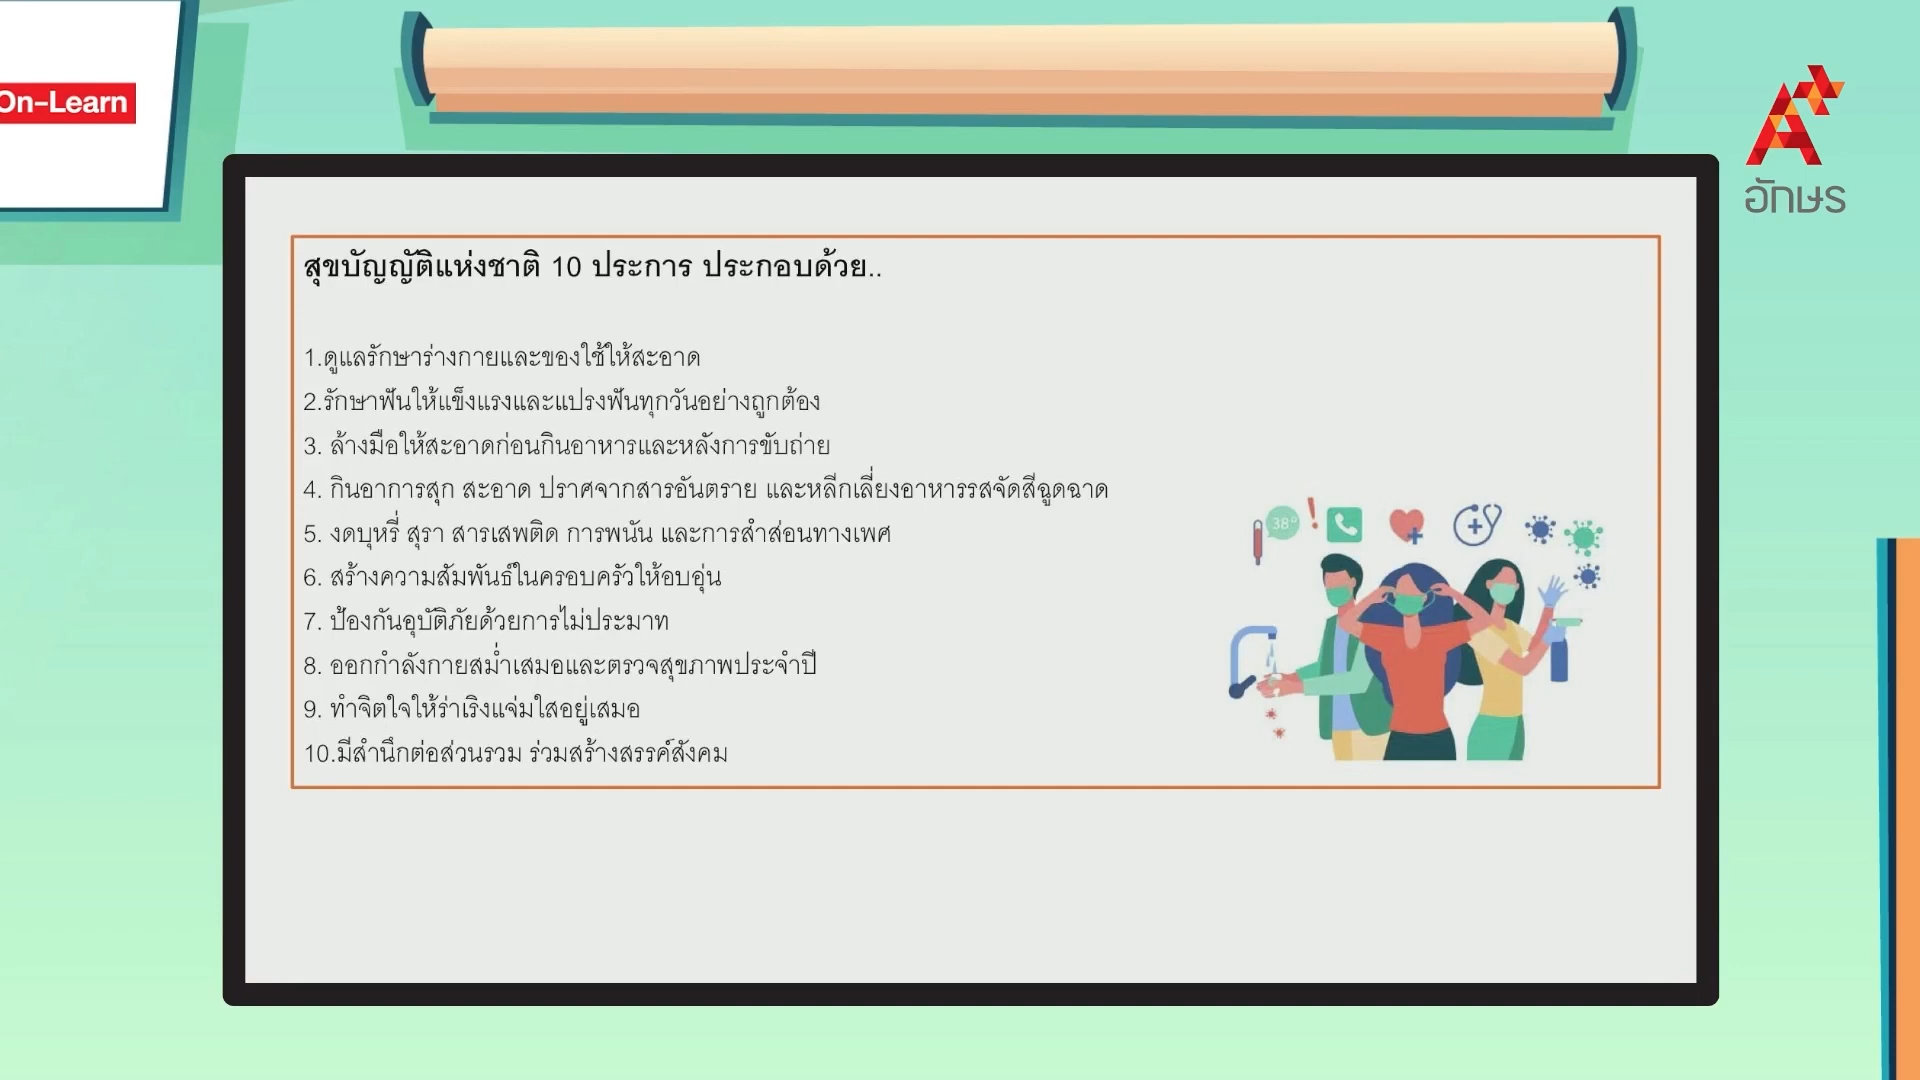 On-Learn
อักษร
สุขบัญญัติแห่งชาติ 10 ประการ ประกอบด้วย..
1.ดูแลรักษาร่างกายและของใช้ให้สะอาด
2.รักษาฟันให้แข็งแรงและแปรงฟันทุกวันอย่างถูกต้อง
3. ล้างมือให้สะอาดก่อนกินอาหารและหลังการขับถ่าย
4. กินอาการสุก สะอาด ปราศจากสารอันตราย และหลีกเลี่ยงอาหารรสจัดสีฉูดฉาด
5. งดบุหรี่ สุรา สารเสพติด การพนัน และการสำส่อนทางเพศ
6. สร้างความสัมพันธ์ในครอบครัวให้อบอุ่น
7. ป้องกันอุบัติภัยด้วยการไม่ประมาท
8. ออกกำลังกายสม่ำเสมอและตรวจสุขภาพประจำปี
9. ทำจิตใจให้ร่าเริงแจ่มใสอยู่เสมอ
10.มีสำนึกต่อส่วนรวม ร่วมสร้างสรรค์สังคม
38°